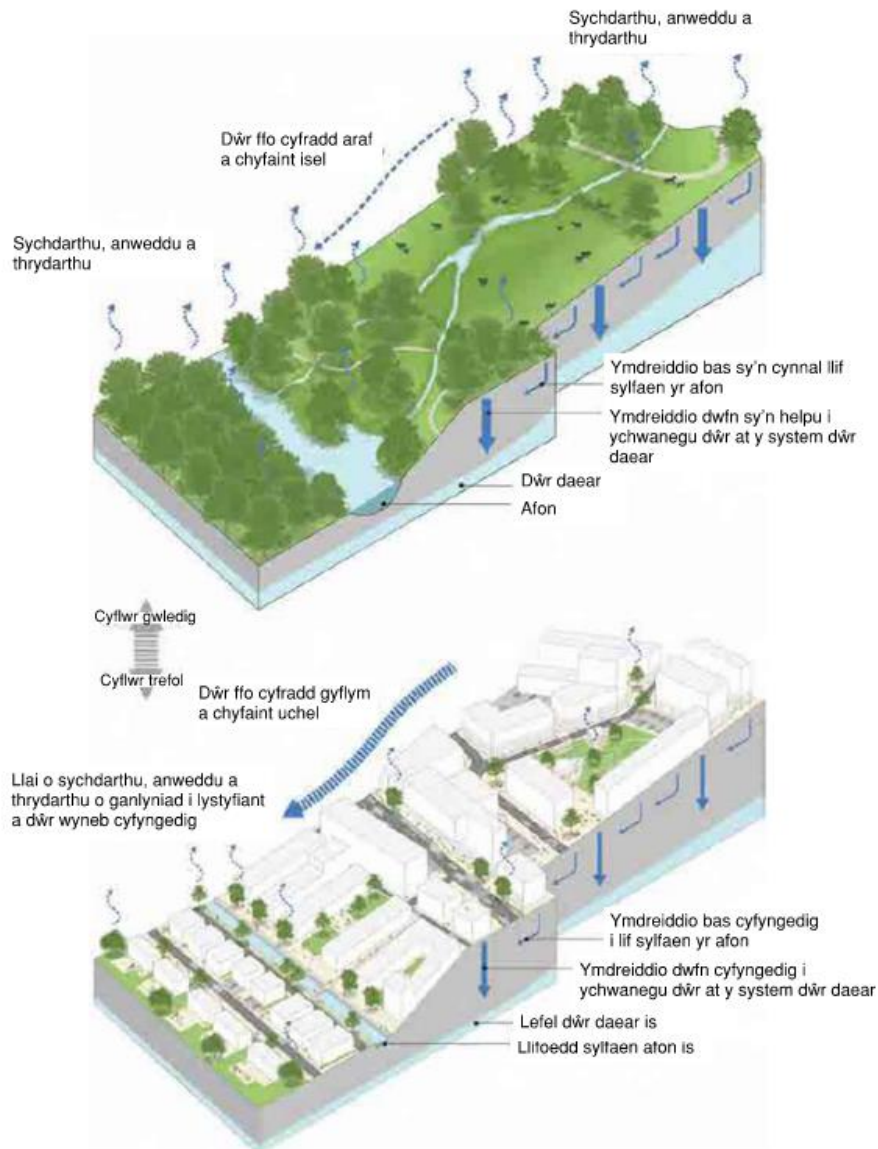 Sychdarthu, anweddu a
thrydarthu
Dŵr ffo cyfradd araf
a chyfaint isel
Sychdarthu, anweddu a
thrydarthu
Ymdreiddio bas sy'n cynnal llif
sylfaen yr afon
Ymdreiddio dwfn sy'n helpu i
ychwanegu dŵr at y system dŵr
daear
Dŵr daear
Afon
Cyflwr gwledig
Cyflwr trefol
Dŵr ffo cyfradd gyflym
a chyfaint uchel
Llai o sychdarthu, anweddu a
thrydarthu o ganlyniad i lystyfiant
a dŵr wyneb cyfyngedig
Ymdreiddio bas cyfyngedig
i lif sylfaen yr afon
Ymdreiddio dwfn cyfyngedig i
ychwanegu dŵr at y system dŵr daear
Lefel dŵr daear is
Llifoedd sylfaen afon is